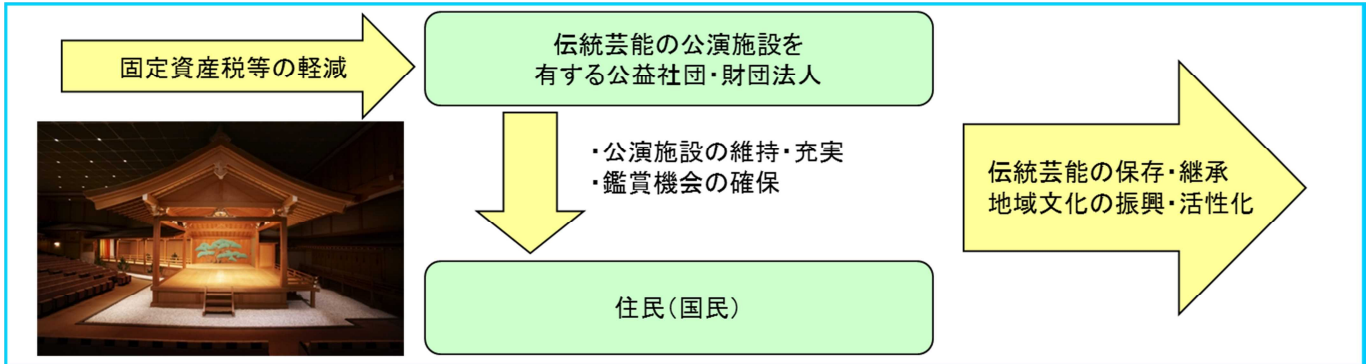 固定資産税等の軽減
伝統芸能の公演施設を
有する公益社団・財団法人
・公演施設の維持・充実
・鑑賞機会の確保
伝統芸能の保存・継承
地域文化の振興・活性化
住民(国民)